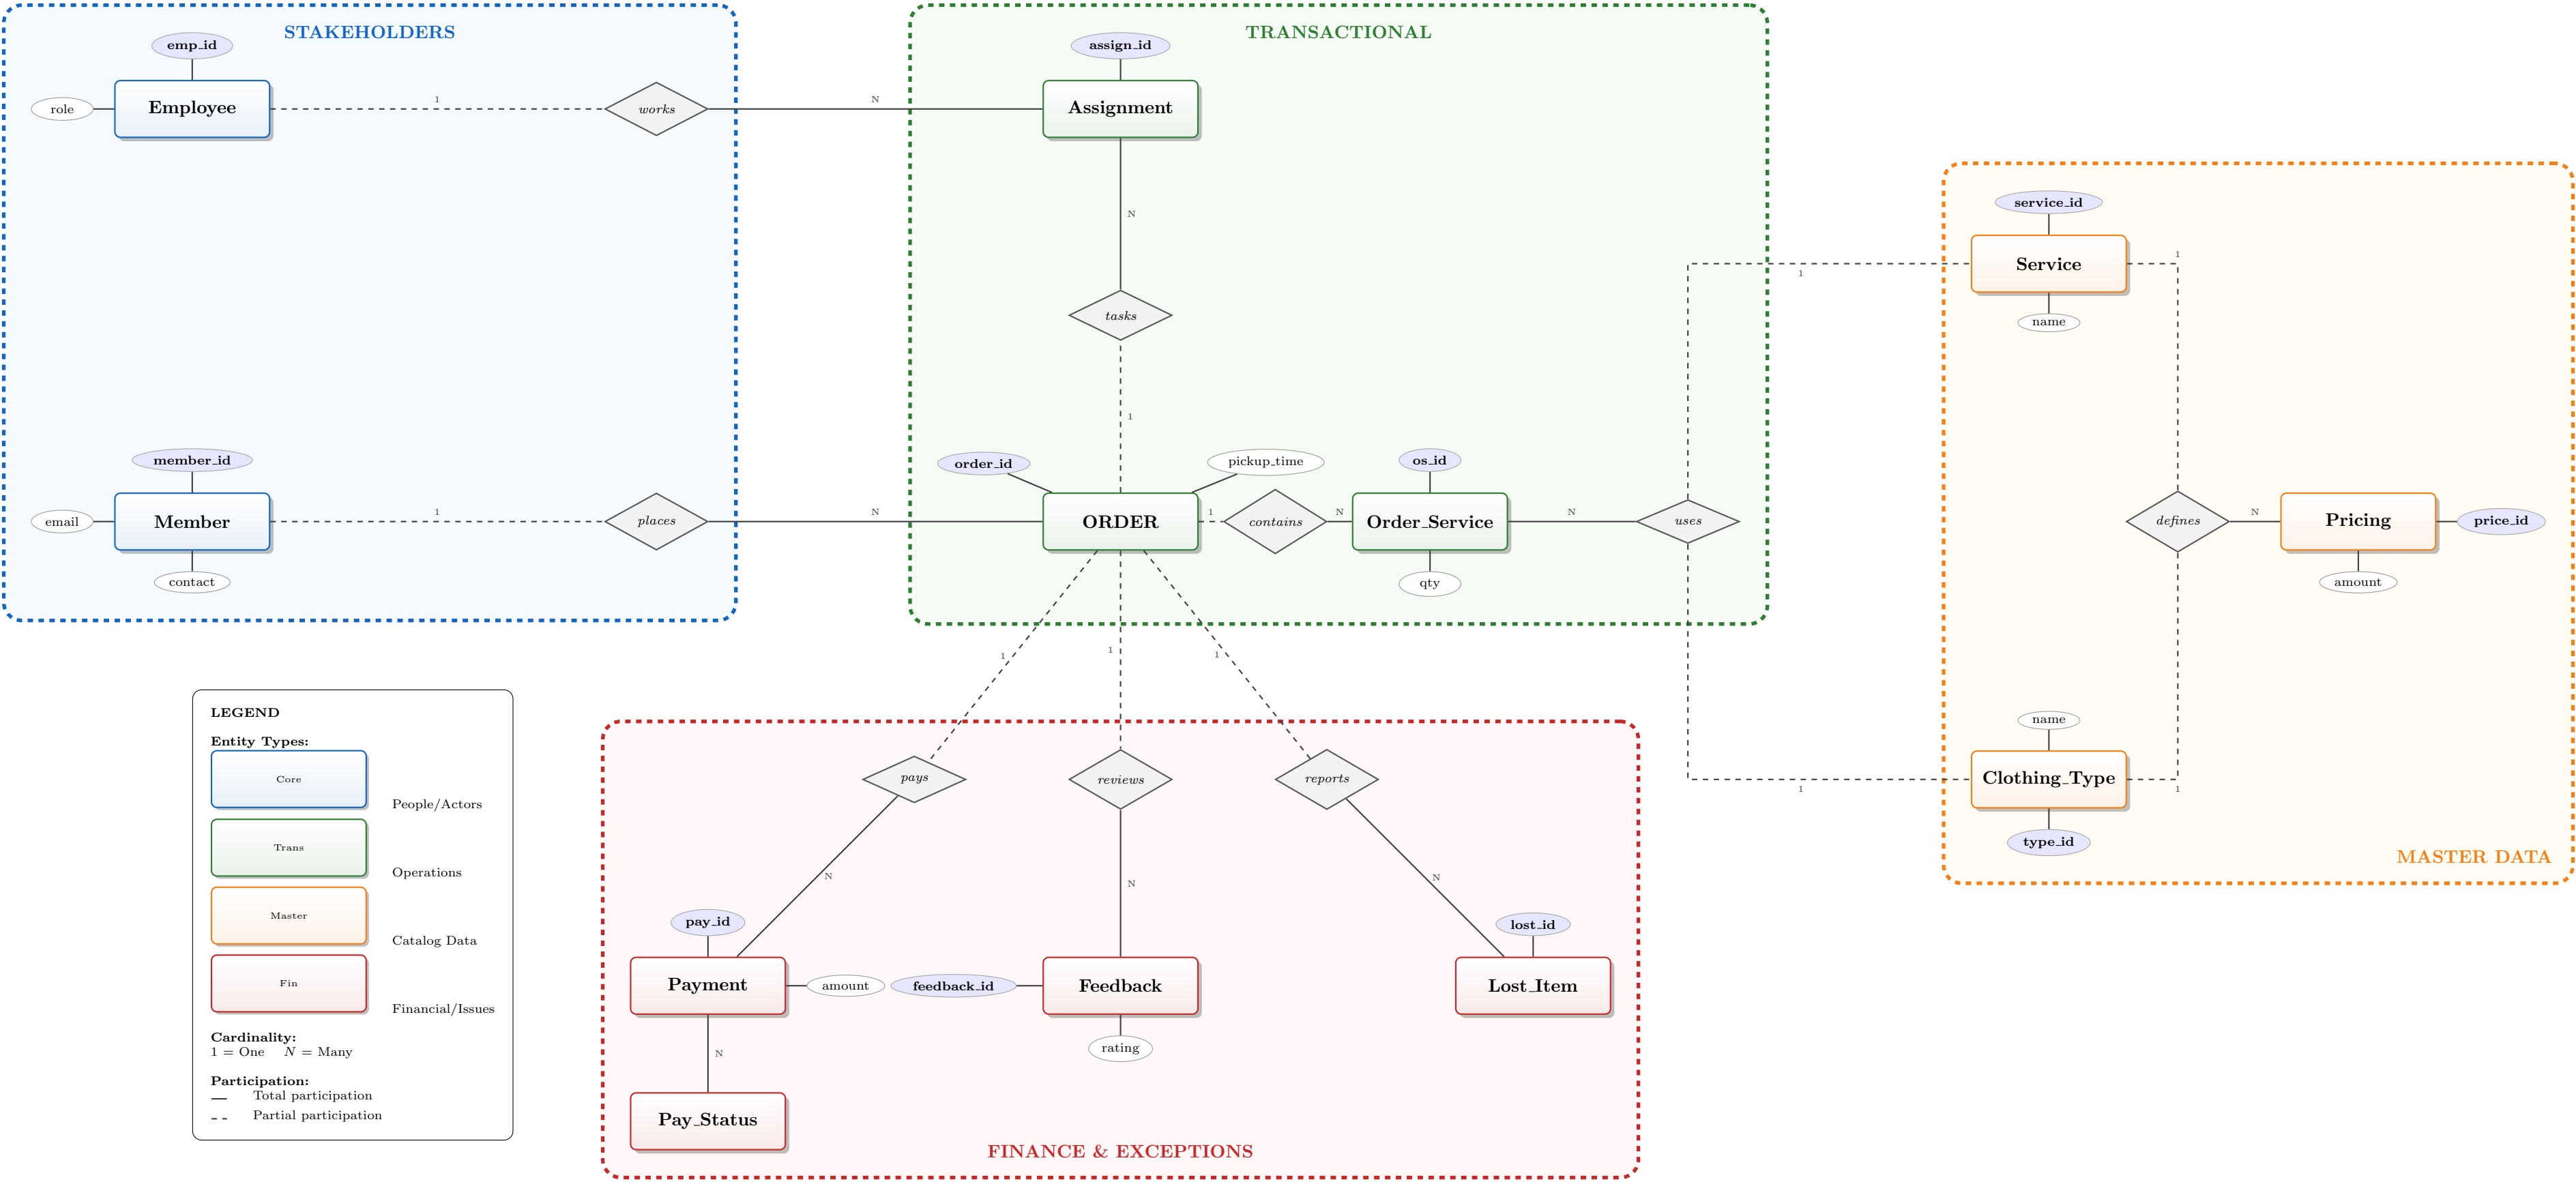 STAKEHOLDERS
emp_id
role
Employee
1
works
N
member_id
email
Member
contact
1
places
N
TRANSACTIONAL
assign_id
Assignment
N
tasks
1
order_id
pickup_time
ORDER
1
contains
N
os_id
Order_Service
qty
N
uses
1
1
service_id
Service
name
1
defines
N
Pricing
price_id
amount
name
Clothing_Type
type_id
1
MASTER DATA
1
1
1
pays
reviews
reports
N
N
N
pay_id
Payment
amount
feedback_id
Feedback
rating
lost_id
Lost_Item
N
Pay_Status
FINANCE & EXCEPTIONS
LEGEND
Entity Types:
Core
People/Actors
Trans
Operations
Master
Catalog Data
Fin
Financial/Issues
Cardinality:
1 = One N = Many
Participation:
Total participation
Partial participation